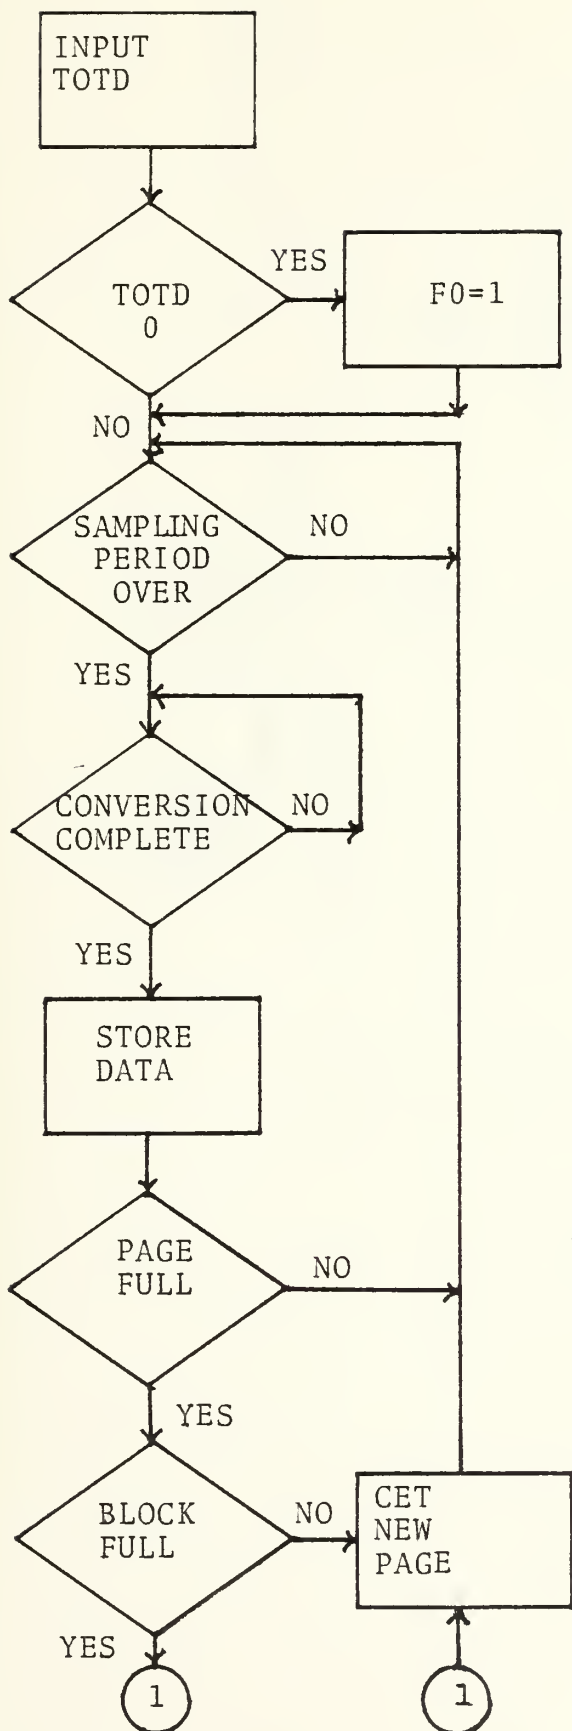 INPUT
TOTD
TOTD
0
YES
F0=1
NO
SAMPLING
PERIOD
OVER
NO
YES
CONVERSION
COMPLETE
NO
YES
STORE
DATA
PAGE
FULL
NO
YES
BLOCK
FULL
NO
CET
NEW
PAGE
YES
1
1